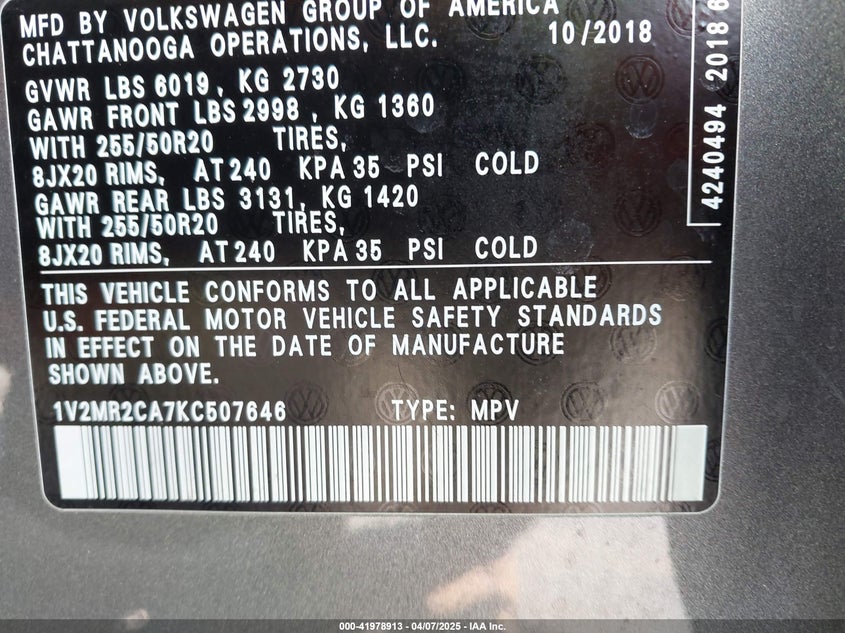 MFD BY VOLKSWAGEN GROUP OF AMERICA
CHATTANOOGA OPERATIONS, LLC. 10/2018
GVWR LBS 6019, KG 2730
GAWR FRONT LBS 2998, KG 1360
WITH 255/50R20 TIRES,
8JX20 RIMS, AT 240 KPA 35 PSI COLD
GAWR REAR LBS 3131, KG 1420
WITH 255/50R20 TIRES,
8JX20 RIMS, AT 240 KPA 35 PSI COLD
THIS VEHICLE CONFORMS TO ALL APPLICABLE
U.S. FEDERAL MOTOR VEHICLE SAFETY STANDARDS
IN EFFECT ON THE DATE OF MANUFACTURE
SHOWN ABOVE.
1V2MR2CA7KC507646 TYPE: MPV
4240494 2018
000-41978913 - 04/07/2025 - IAA Inc.